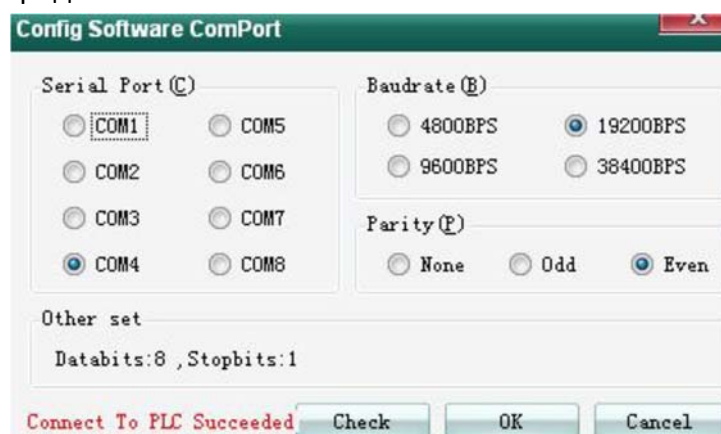 Config Software ComPort
Serial Port(C)
COM1
COM5
COM2
COM6
COM3
COM7
COM4
COM8
Baudrate(B)
4800BPS
19200BPS
9600BPS
38400BPS
Parity(P)
None
Odd
Even
Other set
Databits:8 ,Stopbits:1
Connect To PLC Succeeded
Check
OK
Cancel